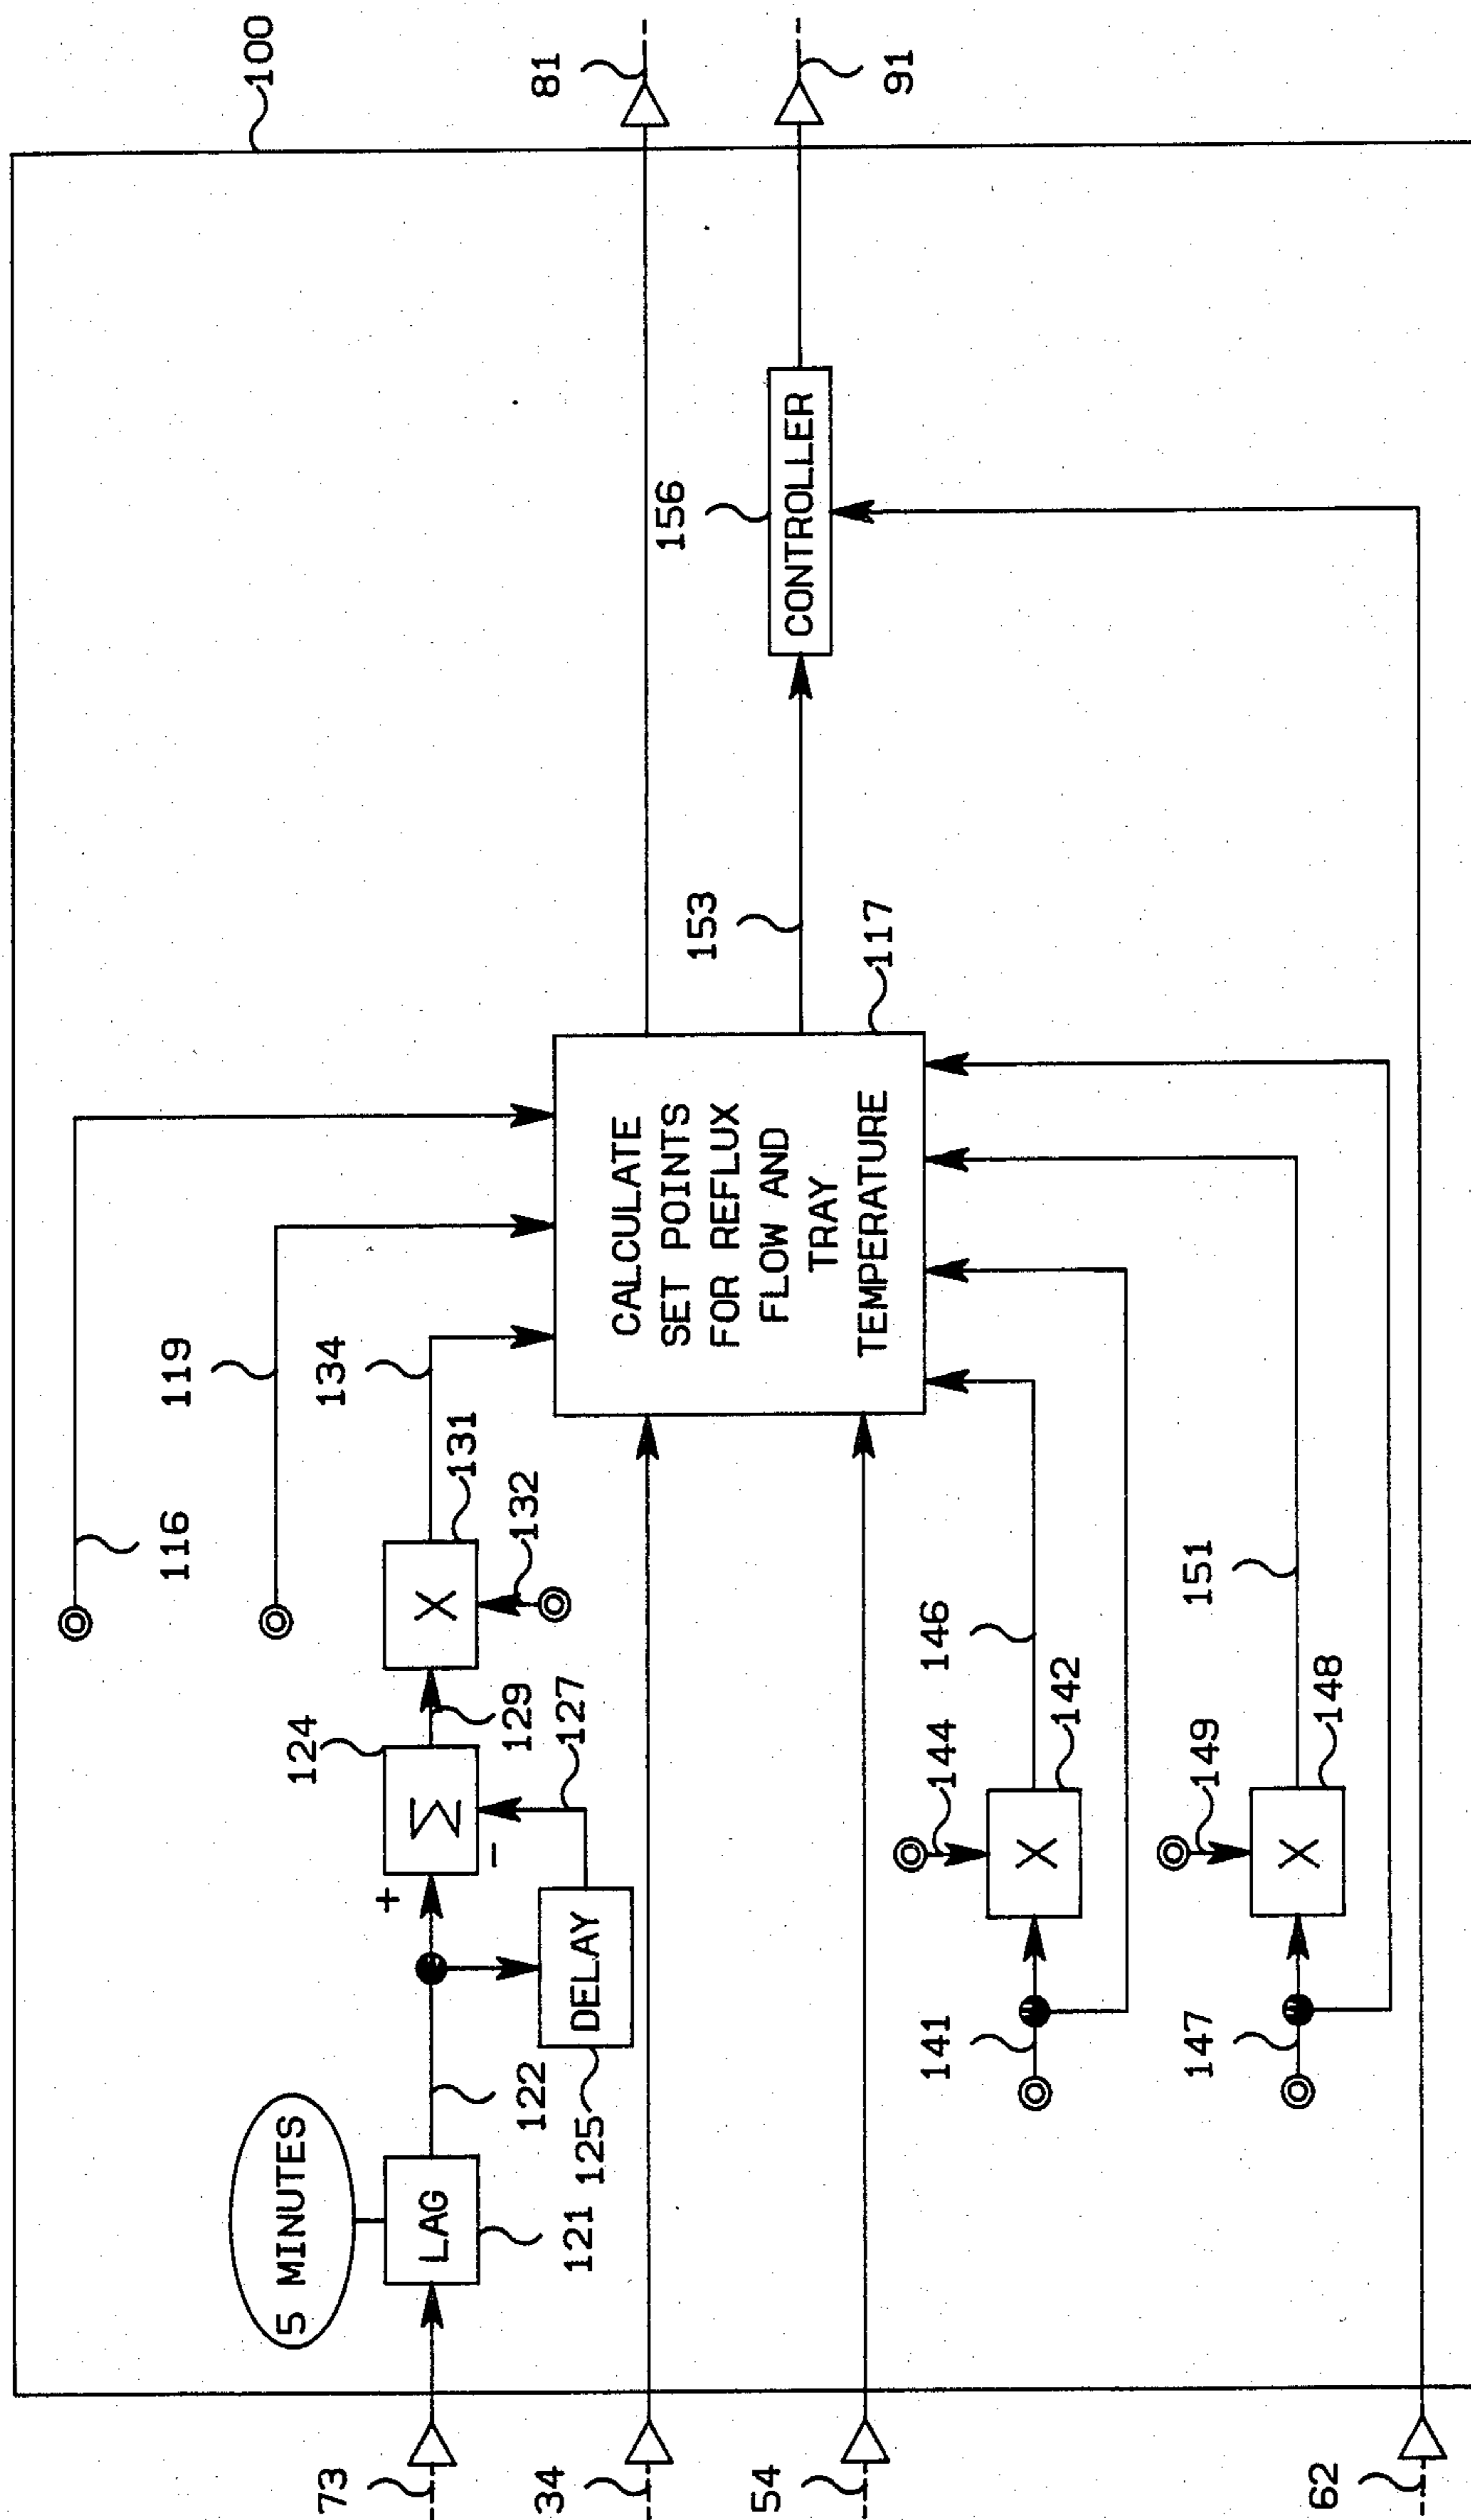 100
81
91
116
119
134
5 MINUTES
LAG
121
122
DELAY
125
+
Σ
-
124
127
129
X
131
132
CALCULATE
SET POINTS
FOR REFLUX
FLOW AND
TRAY
TEMPERATURE
117
153
156
CONTROLLER
73
34
54
62
141
144
X
142
146
147
149
X
148
151